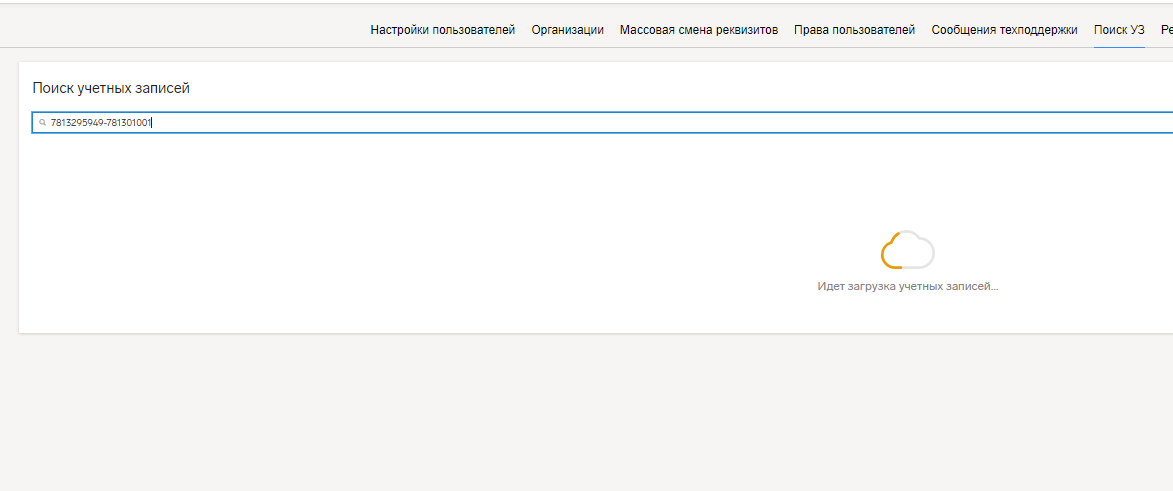 Настройки пользователей Организации Массовая смена реквизитов Права пользователей Сообщения техподдержки Поиск УЗ Ре
Поиск учетных записей
7813295949-781301001
Идет загрузка учетных записей...